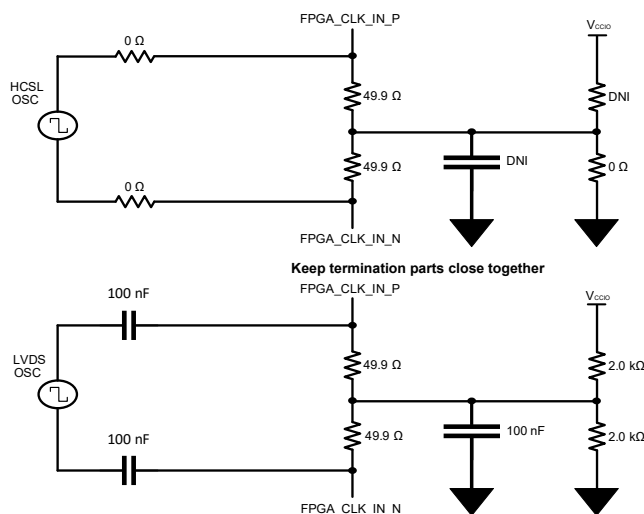 FPGA_CLK_IN_P
VCCIO
0 Ω
HCSL
OSC
49.9 Ω
DNI
49.9 Ω
DNI
0 Ω
0 Ω
FPGA_CLK_IN_N
Keep termination parts close together
FPGA_CLK_IN_P
VCCIO
100 nF
LVDS
OSC
49.9 Ω
2.0 kΩ
100 nF
49.9 Ω
100 nF
2.0 kΩ
FPGA_CLK_IN_N